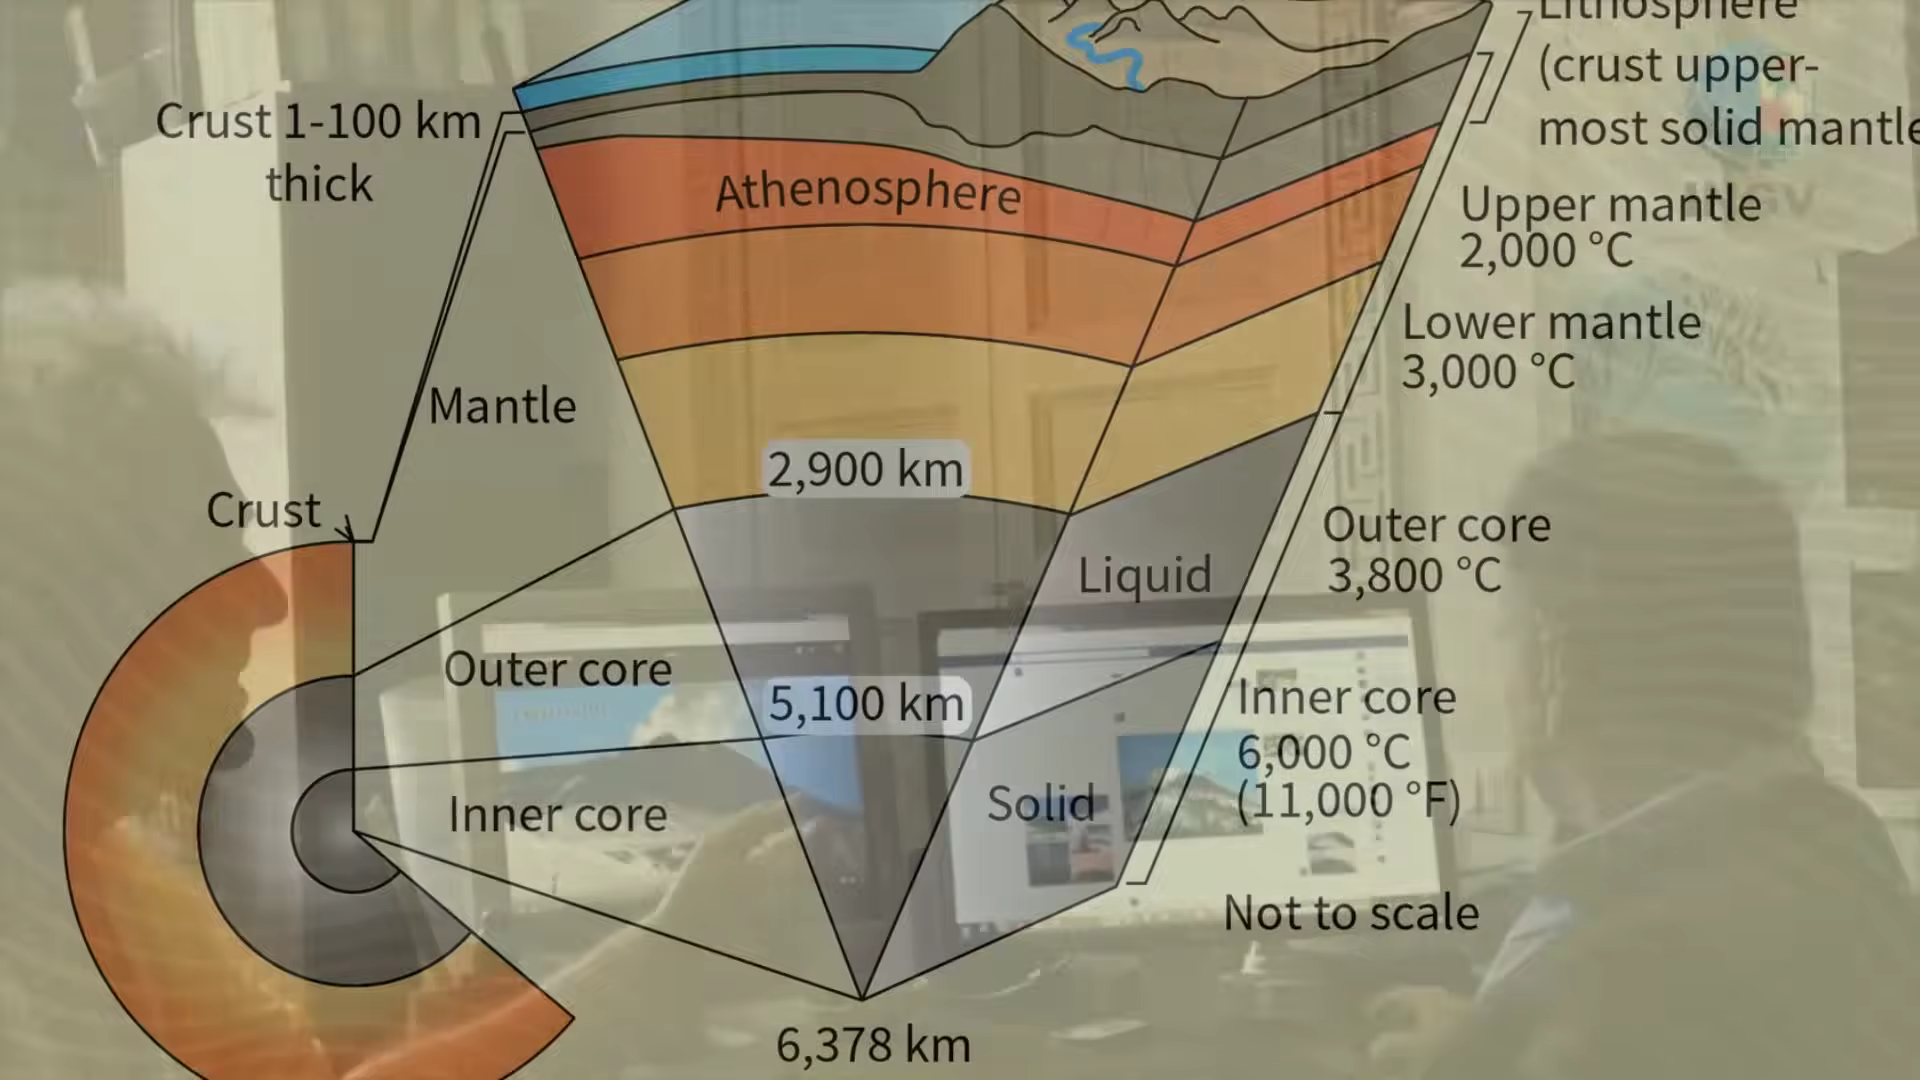 Lithosphere
(crust upper-
most solid mantle
Crust 1-100 km
thick
Athenosphere
Upper mantle
2,000 °C
Lower mantle
3,000 °C
Mantle
2,900 km
Crust
Outer core
3,800 °C
Liquid
Outer core
5,100 km
Inner core
6,000 °C
(11,000 °F)
Solid
Inner core
Not to scale
6,378 km